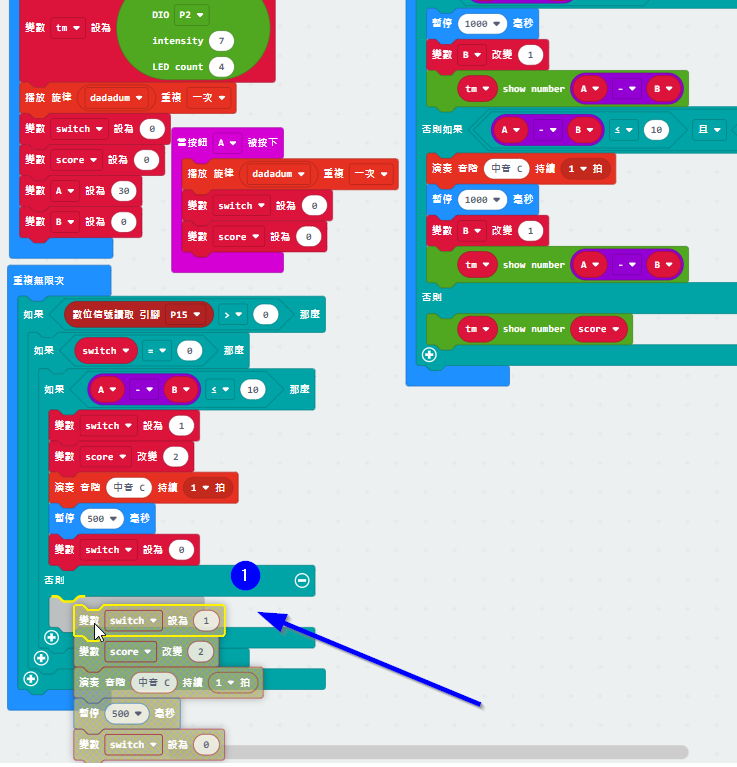 變數 tm 設為
DIO P2
intensity 7
LED count 4
播放 旋律 dadadum 重複 一次
變數 switch 設為 0
變數 score 設為 0
變數 A 設為 30
變數 B 設為 0
當按鈕 A 被按下
播放 旋律 dadadum 重複 一次
變數 switch 設為 0
變數 score 設為 0
重複無限次
如果 數位信號讀取 引腳 P15 > 0 那麼
如果 switch = 0 那麼
如果 A - B ≤ 10 那麼
變數 switch 設為 1
變數 score 改變 2
演奏 音階 中音 C 持續 1 拍
暫停 500 毫秒
變數 switch 設為 0
否則
1
變數 switch 設為 1
變數 score 改變 2
演奏 音階 中音 C 持續 1 拍
暫停 500 毫秒
變數 switch 設為 0
暫停 1000 毫秒
變數 B 改變 1
tm show number A - B
否則如果 A - B ≤ 10 且
演奏 音階 中音 C 持續 1 拍
暫停 1000 毫秒
變數 B 改變 1
tm show number A - B
否則
tm show number score